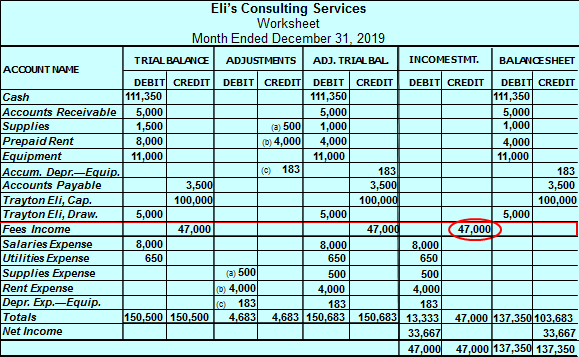 Eli's Consulting Services
Worksheet
Month Ended December 31, 2019
ACCOUNT NAME TRIAL BALANCE ADJUSTMENTS ADJ. TRIAL BAL. INCOME STMT. BALANCE SHEET
DEBIT CREDIT DEBIT CREDIT DEBIT CREDIT DEBIT CREDIT DEBIT CREDIT
Cash 111,350 111,350 111,350
Accounts Receivable 5,000 5,000 5,000
Supplies 1,500 (a) 500 1,000 1,000
Prepaid Rent 8,000 (b) 4,000 4,000 4,000
Equipment 11,000 11,000 11,000
Accum. Depr.—Equip. (c) 183 183 183
Accounts Payable 3,500 3,500 3,500
Trayton Eli, Cap. 100,000 100,000 100,000
Trayton Eli, Draw. 5,000 5,000 5,000
Fees Income 47,000 47,000 47,000
Salaries Expense 8,000 8,000 8,000
Utilities Expense 650 650 650
Supplies Expense (a) 500 500 500
Rent Expense (b) 4,000 4,000 4,000
Depr. Exp.—Equip. (c) 183 183 183
Totals 150,500 150,500 4,683 4,683 150,683 150,683 13,333 47,000 137,350 103,683
Net Income 33,667 33,667
47,000 47,000 137,350 137,350